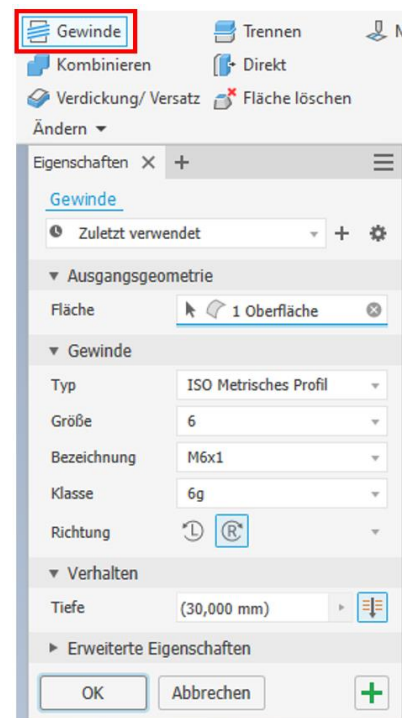 Gewinde Trennen
Kombinieren Direkt
Verdickung/ Versatz Fläche löschen
Ändern
Eigenschaften × +
Gewinde
Zuletzt verwendet
Ausgangsgeometrie
Fläche 1 Oberfläche
Gewinde
Typ ISO Metrisches Profil
Größe 6
Bezeichnung M6x1
Klasse 6g
Richtung L R
Verhalten
Tiefe (30,000 mm)
Erweiterte Eigenschaften
OK Abbrechen